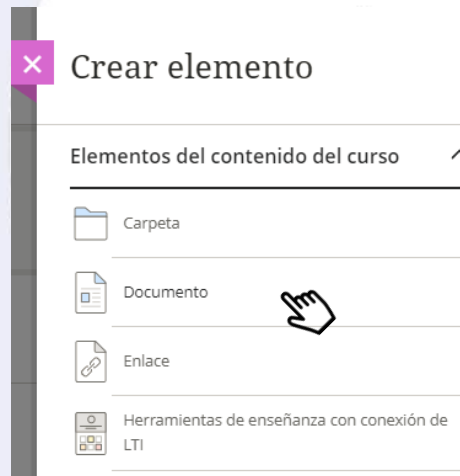 Crear elemento
Elementos del contenido del curso
Carpeta
Documento
Enlace
Herramientas de enseñanza con conexión de
LTI